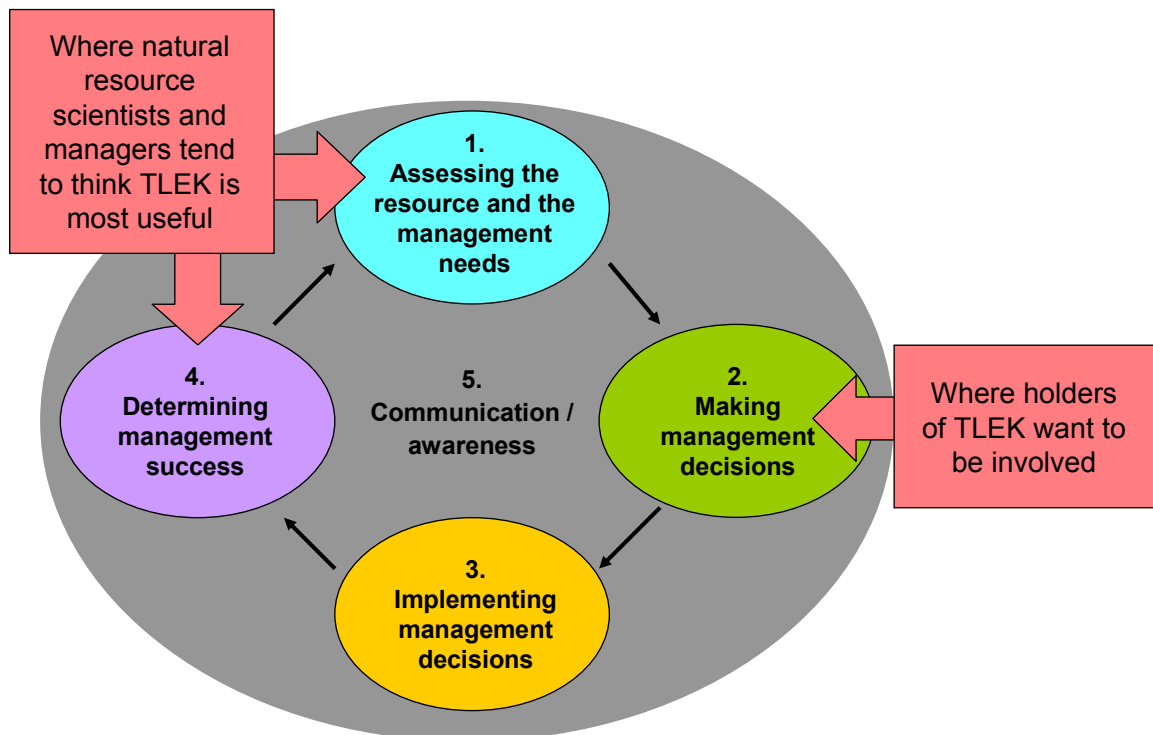 Where natural
resource
scientists and
managers tend
to think TLEK is
most useful
1.
Assessing the
resource and the
management
needs
4.
Determining
management
success
5.
Communication /
awareness
2.
Making
management
decisions
Where holders
of TLEK want to
be involved
3.
Implementing
management
decisions